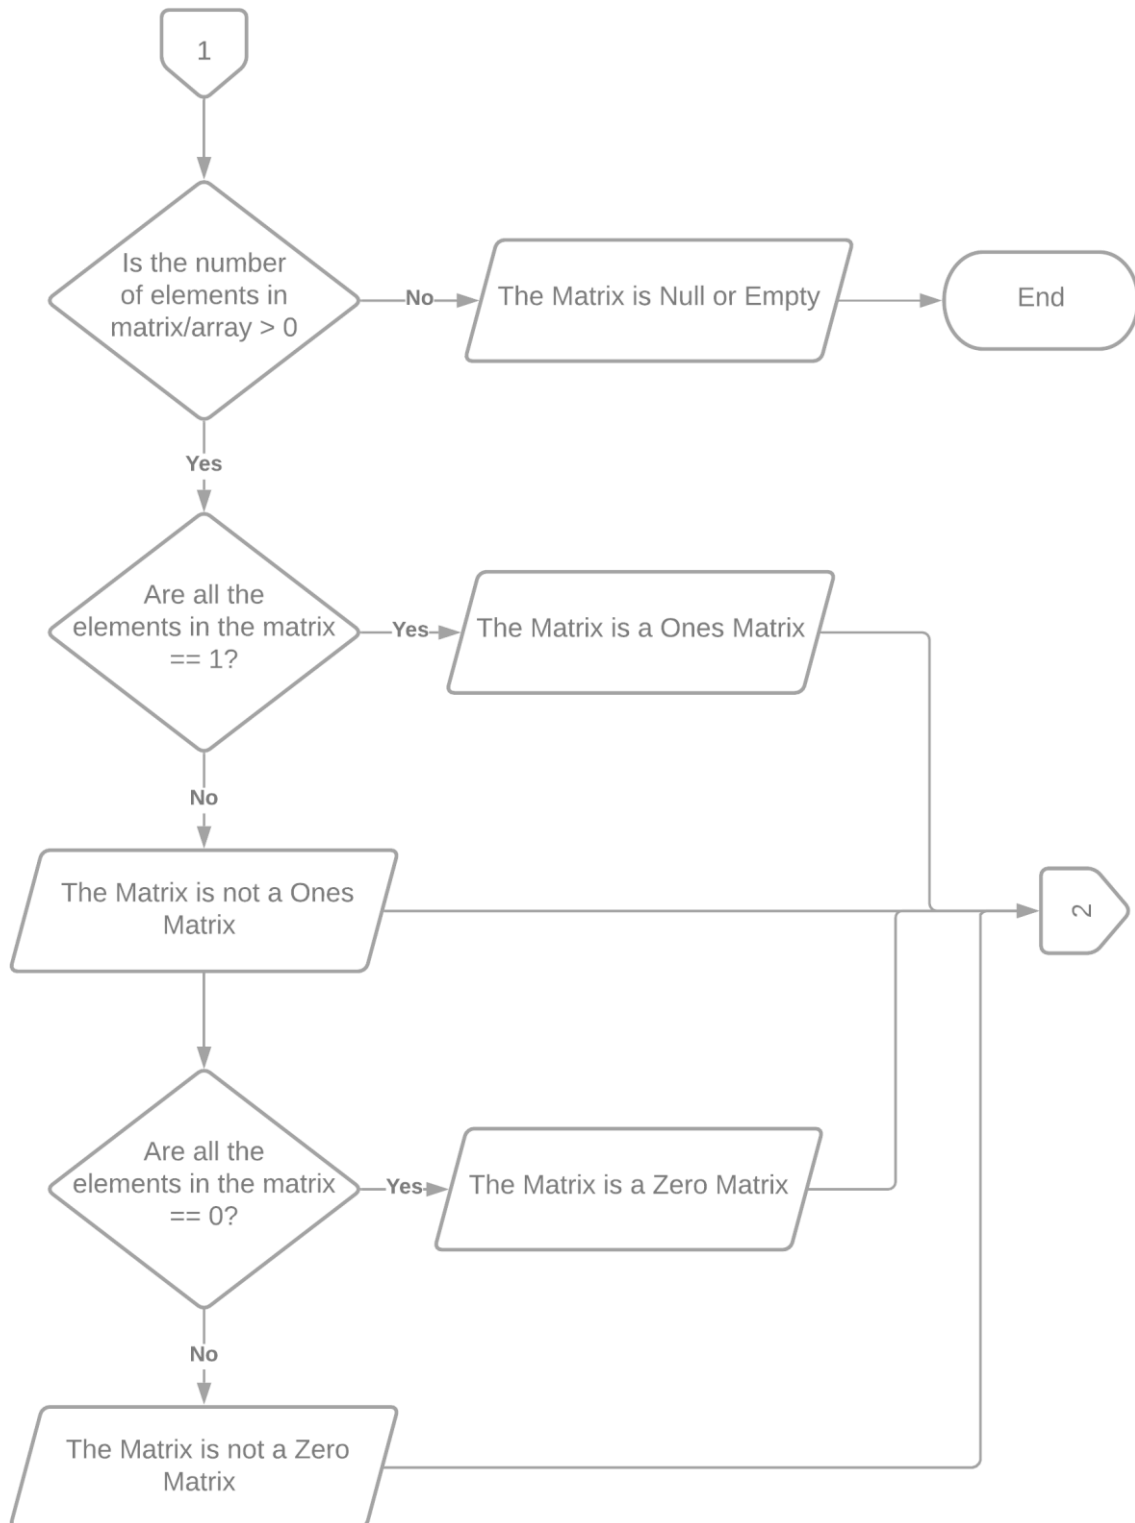 1
Is the number
of elements in
matrix/array > 0
No
The Matrix is Null or Empty
End
Yes
Are all the
elements in the matrix
== 1?
Yes
The Matrix is a Ones Matrix
No
The Matrix is not a Ones
Matrix
2
Are all the
elements in the matrix
== 0?
Yes
The Matrix is a Zero Matrix
No
The Matrix is not a Zero
Matrix